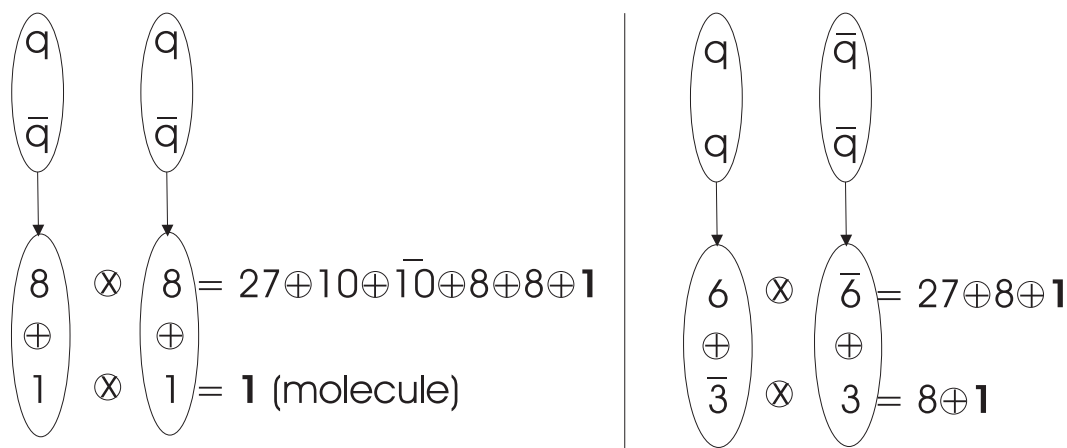 q q
q̄ q̄
8 ⊗ 8 = 27⊕10⊕1̅0̅⊕8⊕8⊕1
⊕ ⊕
1 ⊗ 1 = 1 (molecule)
q q̄
q q̄
6 ⊗ 6̄ = 27⊕8⊕1
⊕ ⊕
3̄ ⊗ 3 = 8⊕1